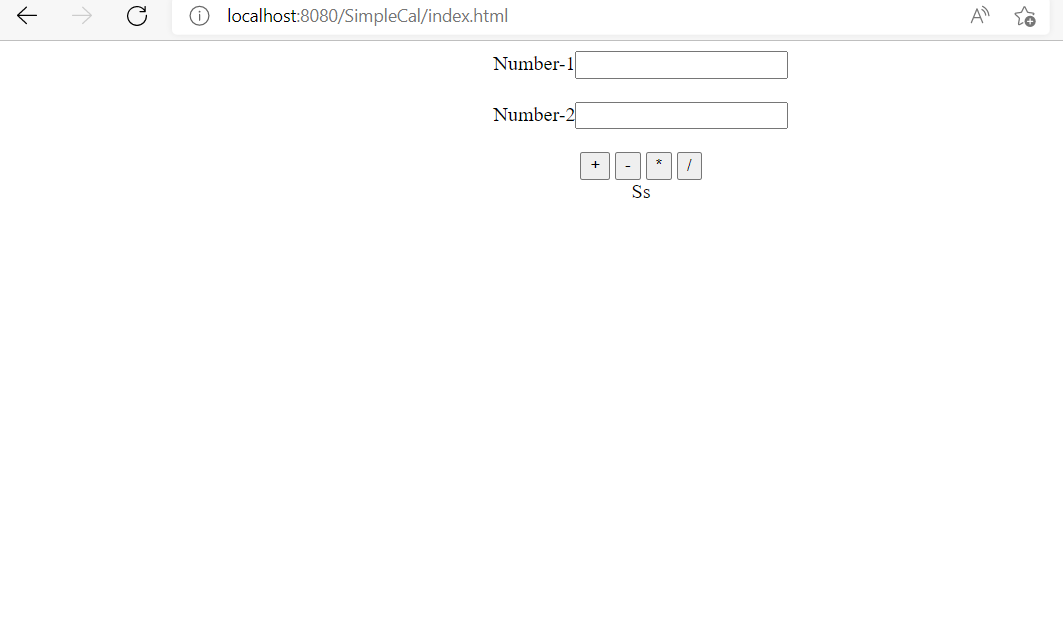 localhost:8080/SimpleCal/index.html
Number-1
Number-2
+ - * /
Ss